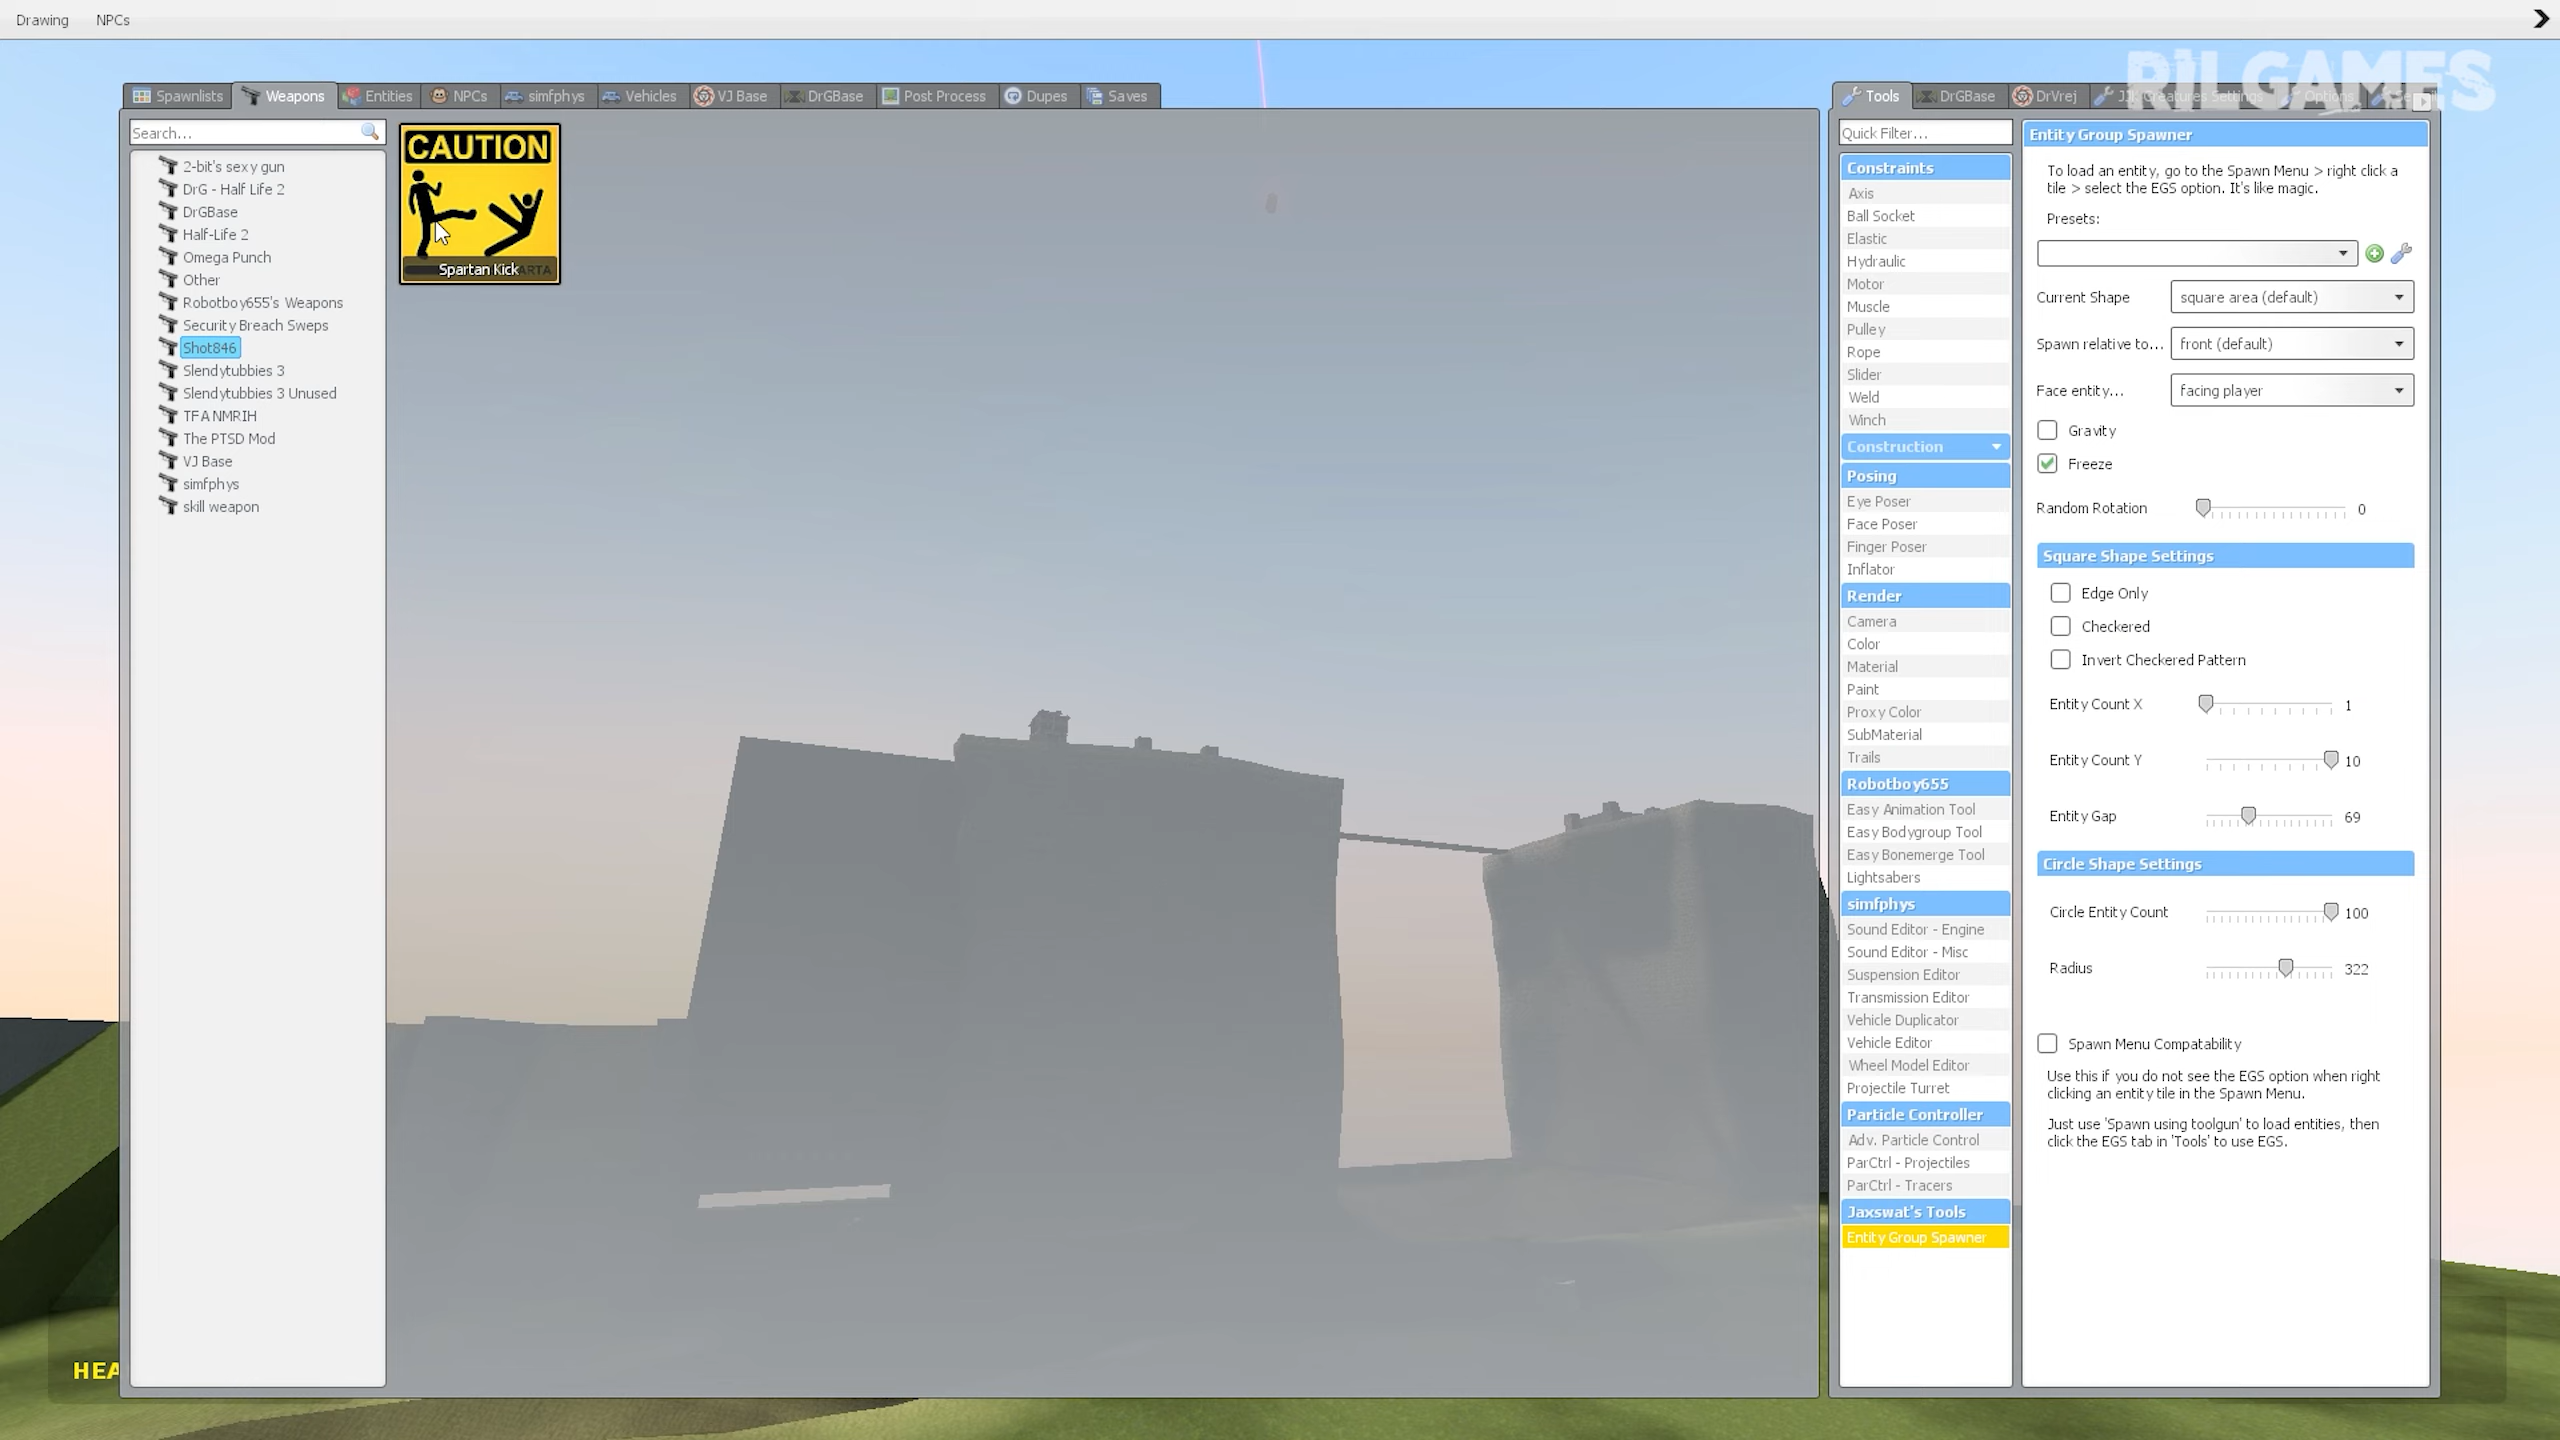 Drawing NPCs
RILGAMES
Spawnlists Weapons Entities NPCs simfphys Vehicles VJ Base DrGBase Post Process Dupes Saves
Search...
2-bit's sexy gun
DrG - Half Life 2
DrGBase
Half-Life 2
Omega Punch
Other
Robotboy655's Weapons
Security Breach Sweps
Shot846
Slendytubbies 3
Slendytubbies 3 Unused
TFA NMRIH
The PTSD Mod
VJ Base
simfphys
skill weapon
CAUTION
Spartan Kick
HEA
Tools DrGBase DrVrej Creatures Settings Options
Quick Filter...
Constraints
Axis
Ball Socket
Elastic
Hydraulic
Motor
Muscle
Pulley
Rope
Slider
Weld
Winch
Construction
Posing
Eye Poser
Face Poser
Finger Poser
Inflator
Render
Camera
Color
Material
Paint
Proxy Color
SubMaterial
Trails
Robotboy655
Easy Animation Tool
Easy Bodygroup Tool
Easy Bonemerge Tool
Lightsabers
simfphys
Sound Editor - Engine
Sound Editor - Misc
Suspension Editor
Transmission Editor
Vehicle Duplicator
Vehicle Editor
Wheel Model Editor
Projectile Turret
Particle Controller
Adv. Particle Control
ParCtrl - Projectiles
ParCtrl - Tracers
Jaxswat's Tools
Entity Group Spawner
Entity Group Spawner
To load an entity, go to the Spawn Menu > right click a
tile > select the EGS option. It's like magic.
Presets:
Current Shape square area (default)
Spawn relative to... front (default)
Face entity... facing player
Gravity
Freeze
Random Rotation 0
Square Shape Settings
Edge Only
Checkered
Invert Checkered Pattern
Entity Count X 1
Entity Count Y 10
Entity Gap 69
Circle Shape Settings
Circle Entity Count 100
Radius 322
Spawn Menu Compatability
Use this if you do not see the EGS option when right
clicking an entity tile in the Spawn Menu.
Just use 'Spawn using toolgun' to load entities, then
click the EGS tab in 'Tools' to use EGS.